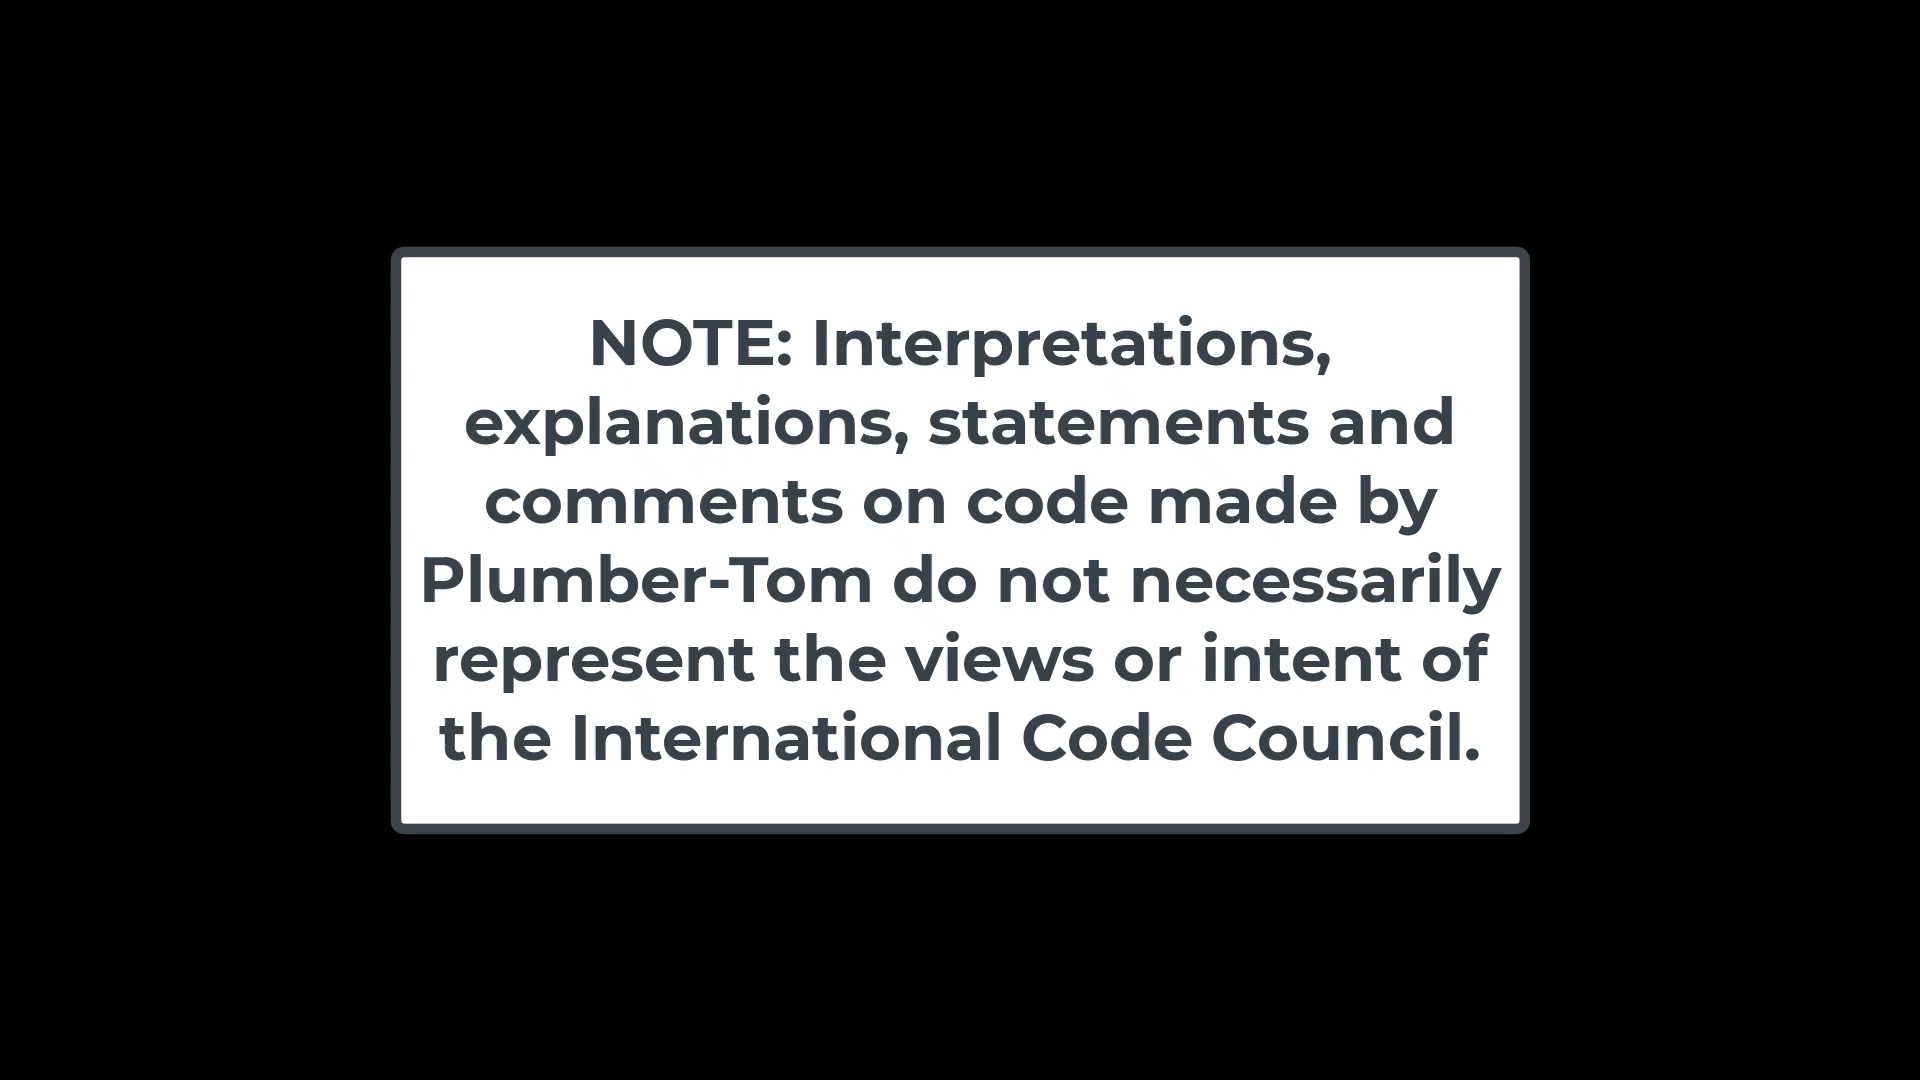 NOTE: Interpretations,
explanations, statements and
comments on code made by
Plumber-Tom do not necessarily
represent the views or intent of
the International Code Council.